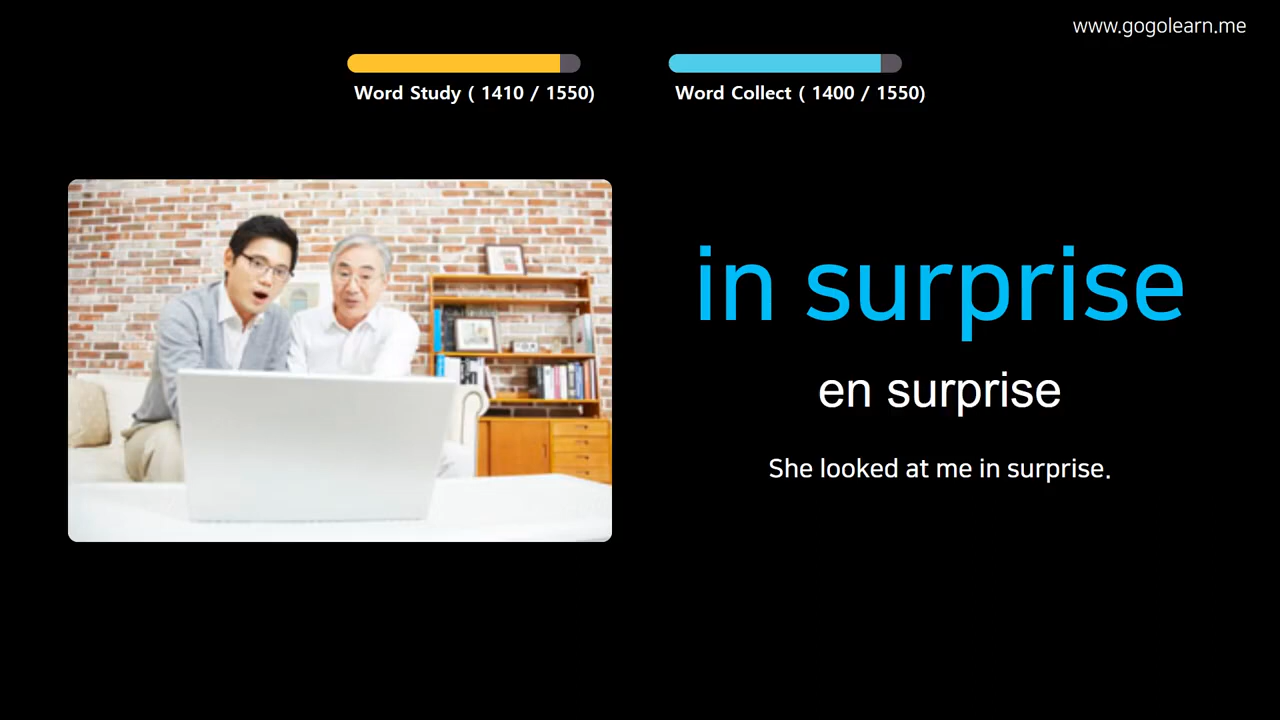 www.gogolearn.me
Word Study ( 1410 / 1550)
Word Collect ( 1400 / 1550)
in surprise
en surprise
She looked at me in surprise.